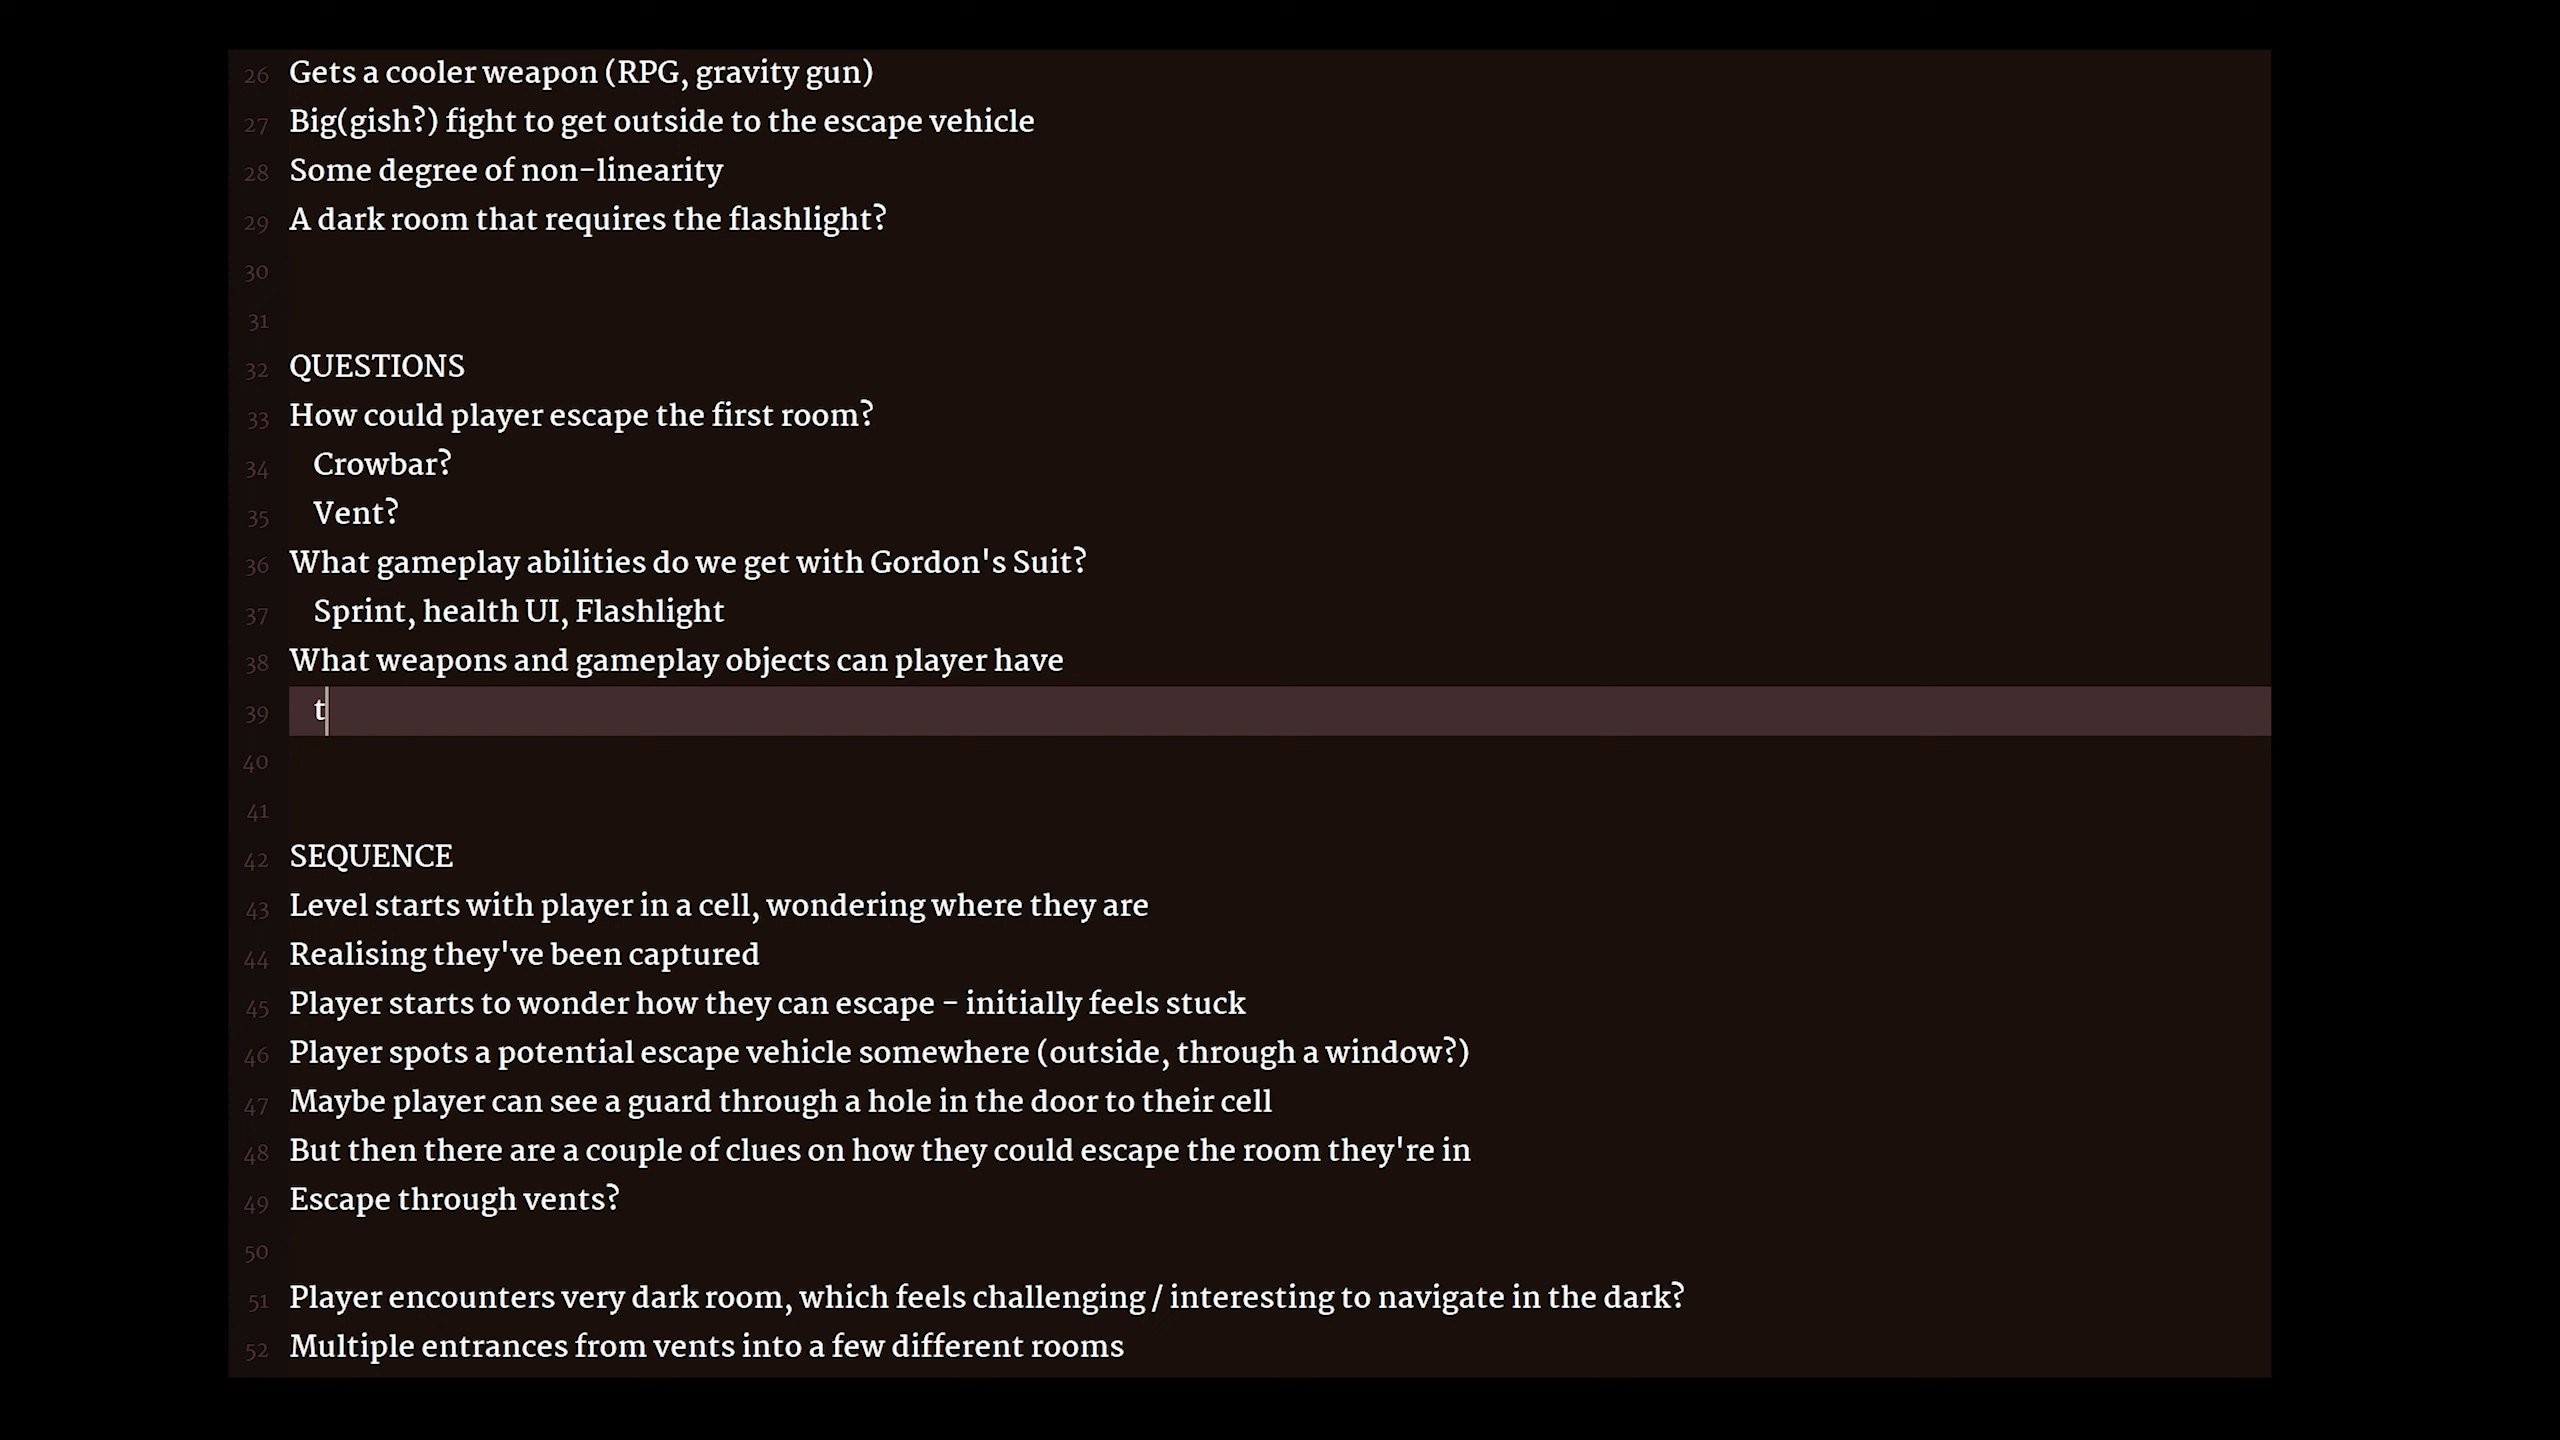 26 Gets a cooler weapon (RPG, gravity gun)
27 Big(gish?) fight to get outside to the escape vehicle
28 Some degree of non-linearity
29 A dark room that requires the flashlight?
30
31
32 QUESTIONS
33 How could player escape the first room?
34 Crowbar?
35 Vent?
36 What gameplay abilities do we get with Gordon's Suit?
37 Sprint, health UI, Flashlight
38 What weapons and gameplay objects can player have
39 t
40
41
42 SEQUENCE
43 Level starts with player in a cell, wondering where they are
44 Realising they've been captured
45 Player starts to wonder how they can escape - initially feels stuck
46 Player spots a potential escape vehicle somewhere (outside, through a window?)
47 Maybe player can see a guard through a hole in the door to their cell
48 But then there are a couple of clues on how they could escape the room they're in
49 Escape through vents?
50
51 Player encounters very dark room, which feels challenging / interesting to navigate in the dark?
52 Multiple entrances from vents into a few different rooms